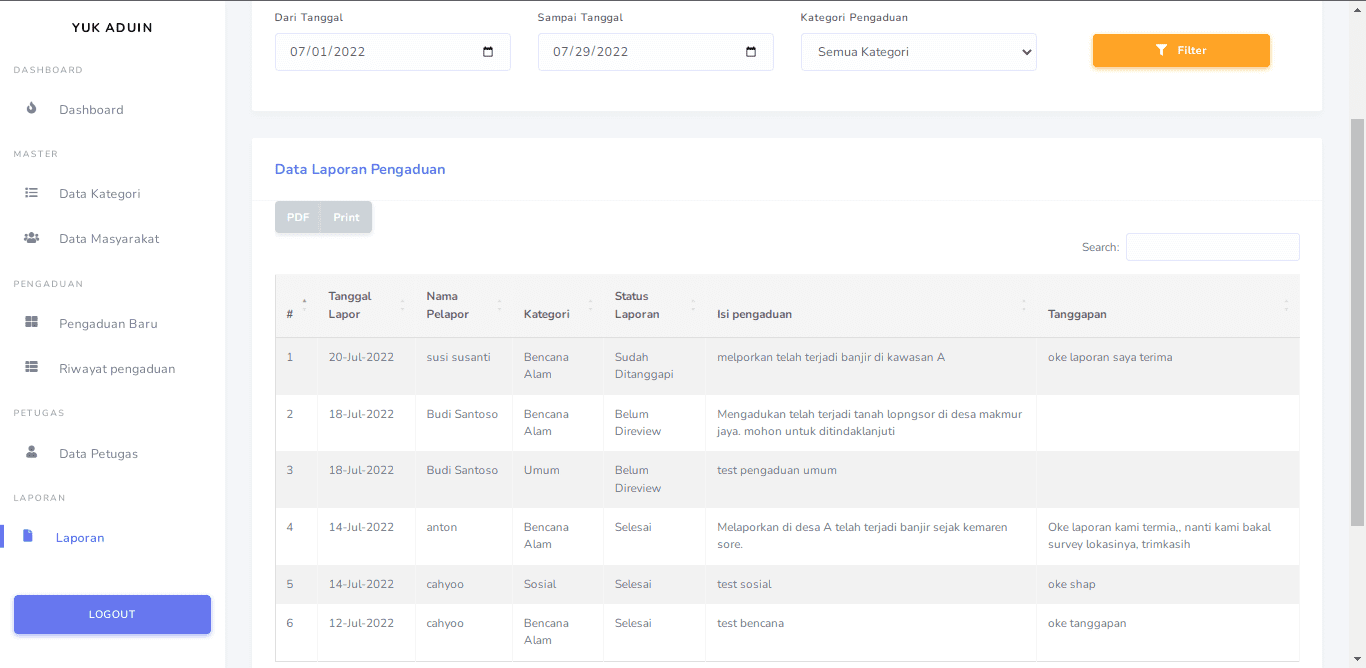 YUK ADUIN
DASHBOARD
Dashboard
MASTER
Data Kategori
Data Masyarakat
PENGADUAN
Pengaduan Baru
Riwayat pengaduan
PETUGAS
Data Petugas
LAPORAN
Laporan
LOGOUT
Dari Tanggal Sampai Tanggal Kategori Pengaduan
07/01/2022 07/29/2022 Semua Kategori Filter
Data Laporan Pengaduan
PDF Print
Search:
# Tanggal Lapor Nama Pelapor Kategori Status Laporan Isi pengaduan Tanggapan
1 20-Jul-2022 susi susanti Bencana Alam Sudah Ditanggapi melporkan telah terjadi banjir di kawasan A oke laporan saya terima
2 18-Jul-2022 Budi Santoso Bencana Alam Belum Direview Mengadukan telah terjadi tanah lopngsor di desa makmur jaya. mohon untuk ditindaklanjuti
3 18-Jul-2022 Budi Santoso Umum Belum Direview test pengaduan umum
4 14-Jul-2022 anton Bencana Alam Selesai Melaporkan di desa A telah terjadi banjir sejak kemaren sore. Oke laporan kami termia,, nanti kami bakal survey lokasinya, trimkasih
5 14-Jul-2022 cahyoo Sosial Selesai test sosial oke shap
6 12-Jul-2022 cahyoo Bencana Alam Selesai test bencana oke tanggapan